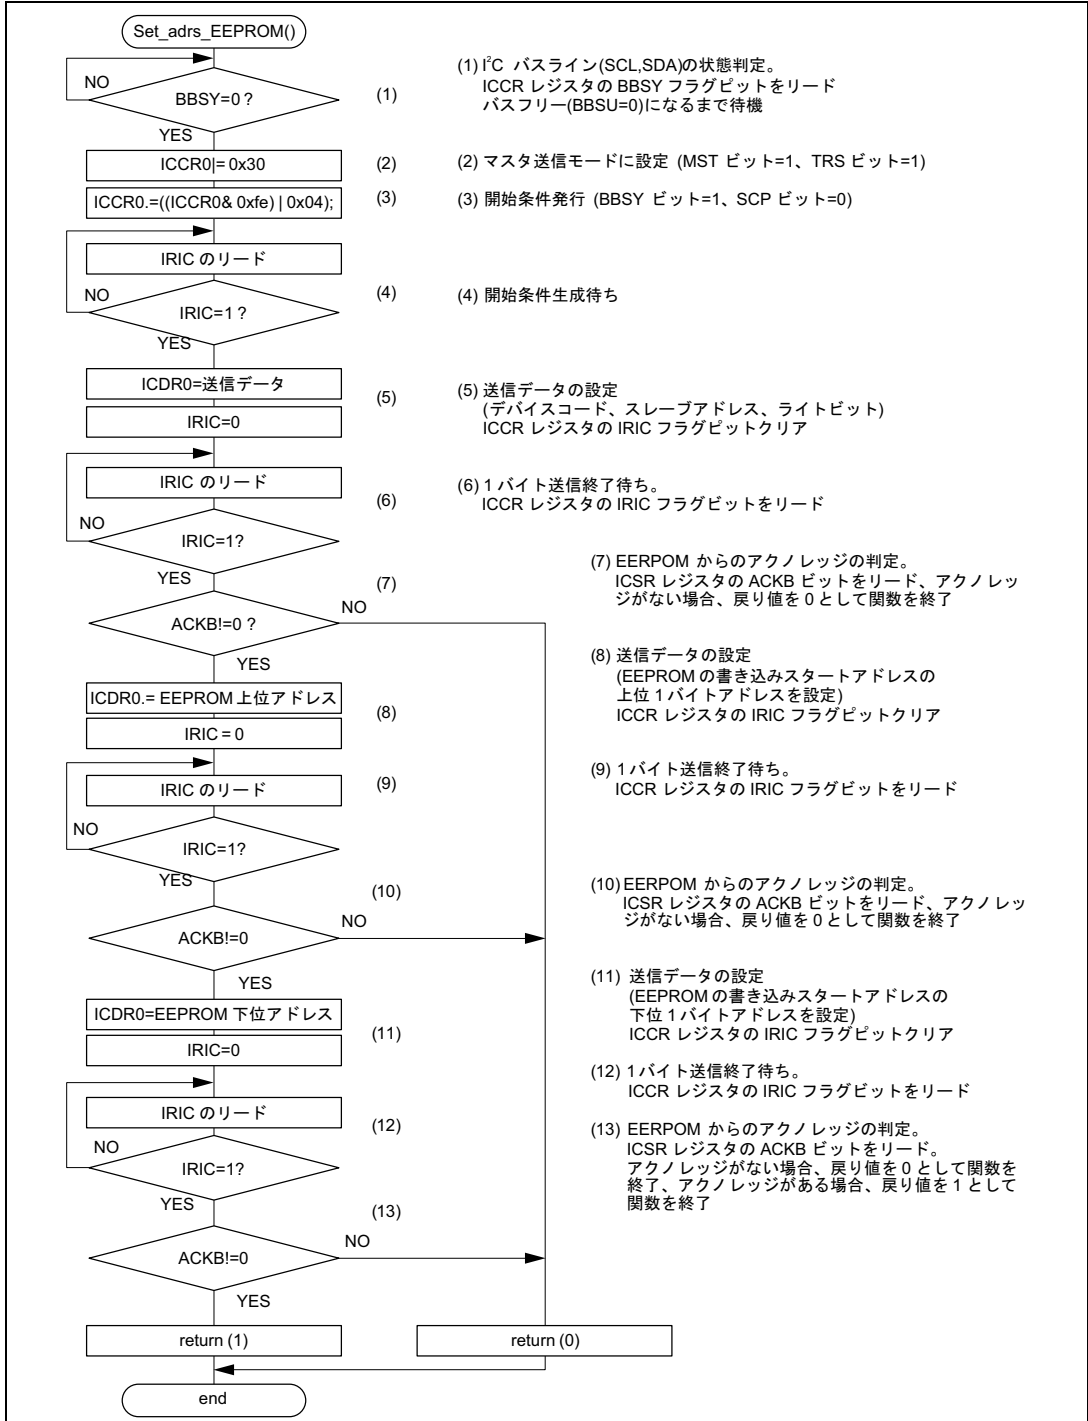 Set_adrs_EEPROM()
NO
BBSY=0 ?
(1)
YES
(1) I²C バスライン(SCL,SDA)の状態判定。
ICCR レジスタの BBSY フラグピットをリード
バスフリー(BBSU=0)になるまで待機
ICCR0|= 0x30
(2)
(2) マスタ送信モードに設定 (MST ビット=1、TRS ビット=1)
ICCR0.=((ICCR0& 0xfe) | 0x04);
(3)
(3) 開始条件発行 (BBSY ビット=1、SCP ビット=0)
IRIC のリード
NO
IRIC=1 ?
(4)
YES
(4) 開始条件生成待ち
ICDR0=送信データ
IRIC=0
(5)
(5) 送信データの設定
(デバイスコード、スレーブアドレス、ライトビット)
ICCR レジスタの IRIC フラグピットクリア
IRIC のリード
NO
IRIC=1?
(6)
YES
(6) 1 バイト送信終了待ち。
ICCR レジスタの IRIC フラグビットをリード
(7)
ACKB!=0 ?
NO
YES
(7) EERPOM からのアクノレッジの判定。
ICSR レジスタの ACKB ビットをリード、アクノレッ
ジがない場合、戻り値を 0 として関数を終了
ICDR0.= EEPROM 上位アドレス
IRIC = 0
(8)
(8) 送信データの設定
(EEPROM の書き込みスタートアドレスの
上位 1 バイトアドレスを設定)
ICCR レジスタの IRIC フラグピットクリア
IRIC のリード
(9)
NO
IRIC=1?
YES
(9) 1 バイト送信終了待ち。
ICCR レジスタの IRIC フラグビットをリード
(10)
ACKB!=0
NO
YES
(10) EERPOM からのアクノレッジの判定。
ICSR レジスタの ACKB ビットをリード、アクノレッ
ジがない場合、戻り値を 0 として関数を終了
ICDR0=EEPROM 下位アドレス
IRIC=0
(11)
(11) 送信データの設定
(EEPROM の書き込みスタートアドレスの
下位 1 バイトアドレスを設定)
ICCR レジスタの IRIC フラグピットクリア
IRIC のリード
(12)
NO
IRIC=1?
YES
(12) 1 バイト送信終了待ち。
ICCR レジスタの IRIC フラグビットをリード
(13)
ACKB!=0
NO
YES
(13) EERPOM からのアクノレッジの判定。
ICSR レジスタの ACKB ビットをリード。
アクノレッジがない場合、戻り値を 0 として関数を
終了、アクノレッジがある場合、戻り値を 1 として
関数を終了
return (1)
return (0)
end